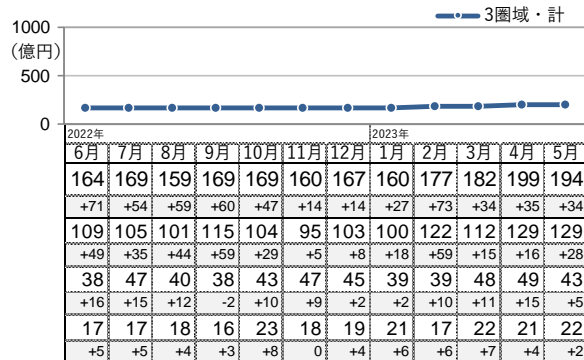 3圏域・計
1000
(億円)
500
0
2022年 2023年
6月 7月 8月 9月 10月 11月 12月 1月 2月 3月 4月 5月
164 169 159 169 169 160 167 160 177 182 199 194
+71 +54 +59 +60 +47 +14 +14 +27 +73 +34 +35 +34
109 105 101 115 104 95 103 100 122 112 129 129
+49 +35 +44 +59 +29 +5 +8 +18 +59 +15 +16 +28
38 47 40 38 43 47 45 39 39 48 49 43
+16 +15 +12 -2 +10 +9 +2 +2 +10 +11 +15 +5
17 17 18 16 23 18 19 21 17 22 21 22
+5 +5 +4 +3 +8 0 +4 +6 +6 +7 +4 +2